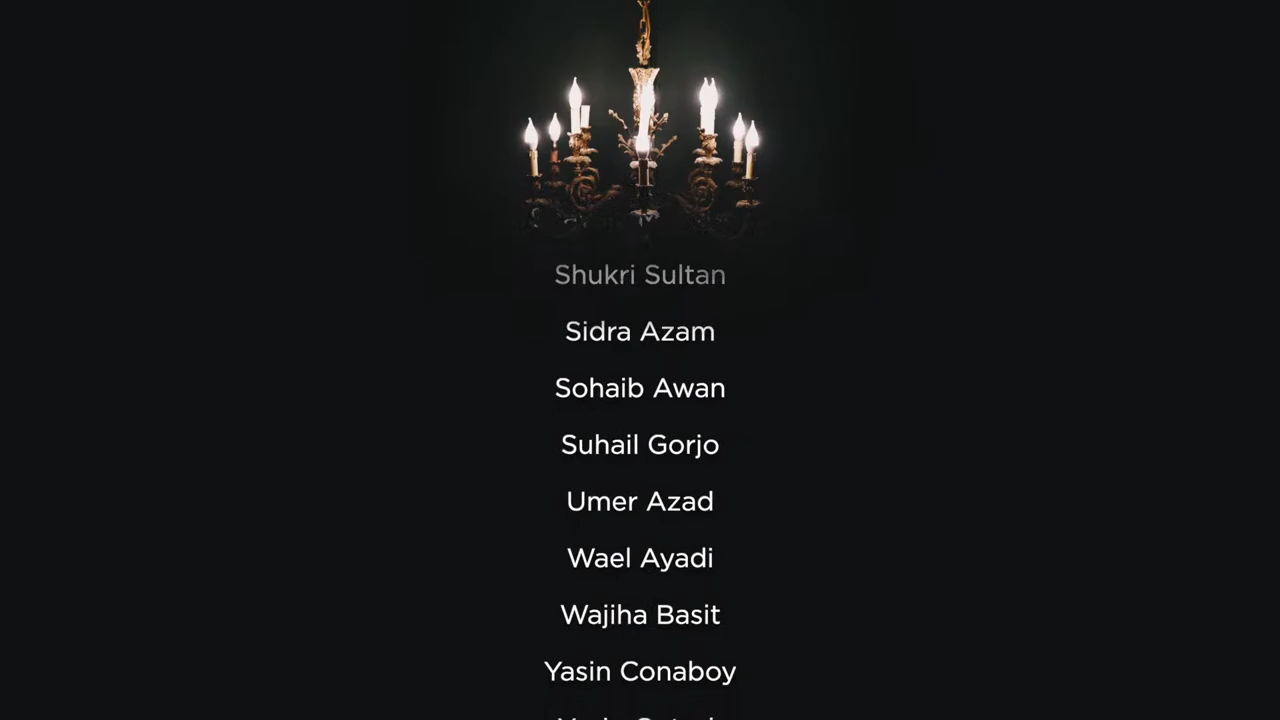 Shukri Sultan
Sidra Azam
Sohaib Awan
Suhail Gorjo
Umer Azad
Wael Ayadi
Wajiha Basit
Yasin Conaboy